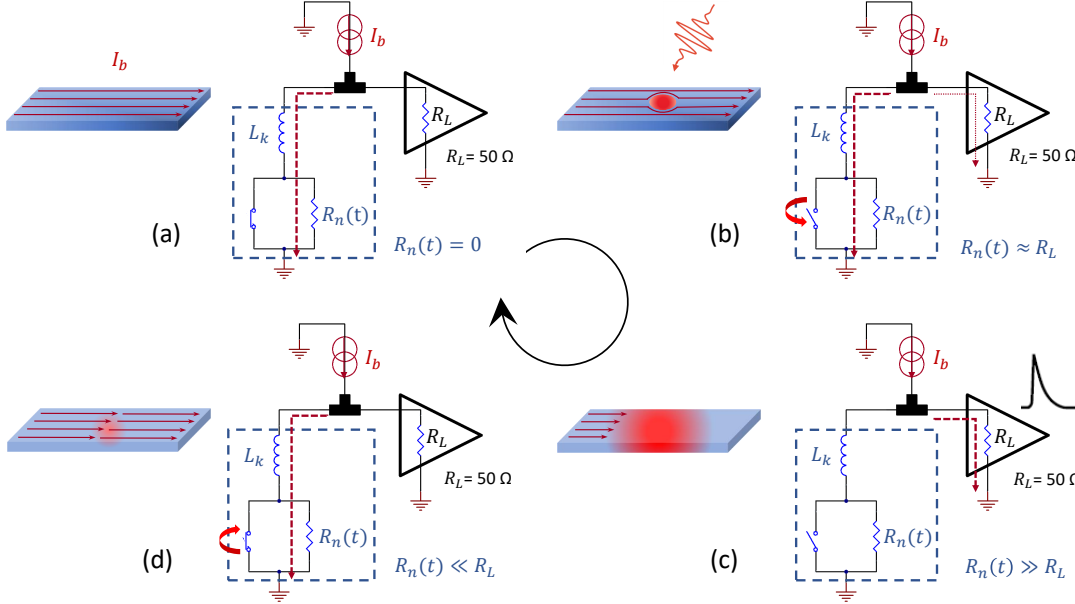 I_b
I_b
R_L
L_k
R_L= 50 Ω
R_n(t)
(a)
R_n(t) = 0
I_b
R_L
L_k
R_L= 50 Ω
R_n(t)
(b)
R_n(t) ≈ R_L
I_b
R_L
L_k
R_L= 50 Ω
R_n(t)
(d)
R_n(t) ≪ R_L
I_b
R_L
L_k
R_L= 50 Ω
R_n(t)
(c)
R_n(t) ≫ R_L